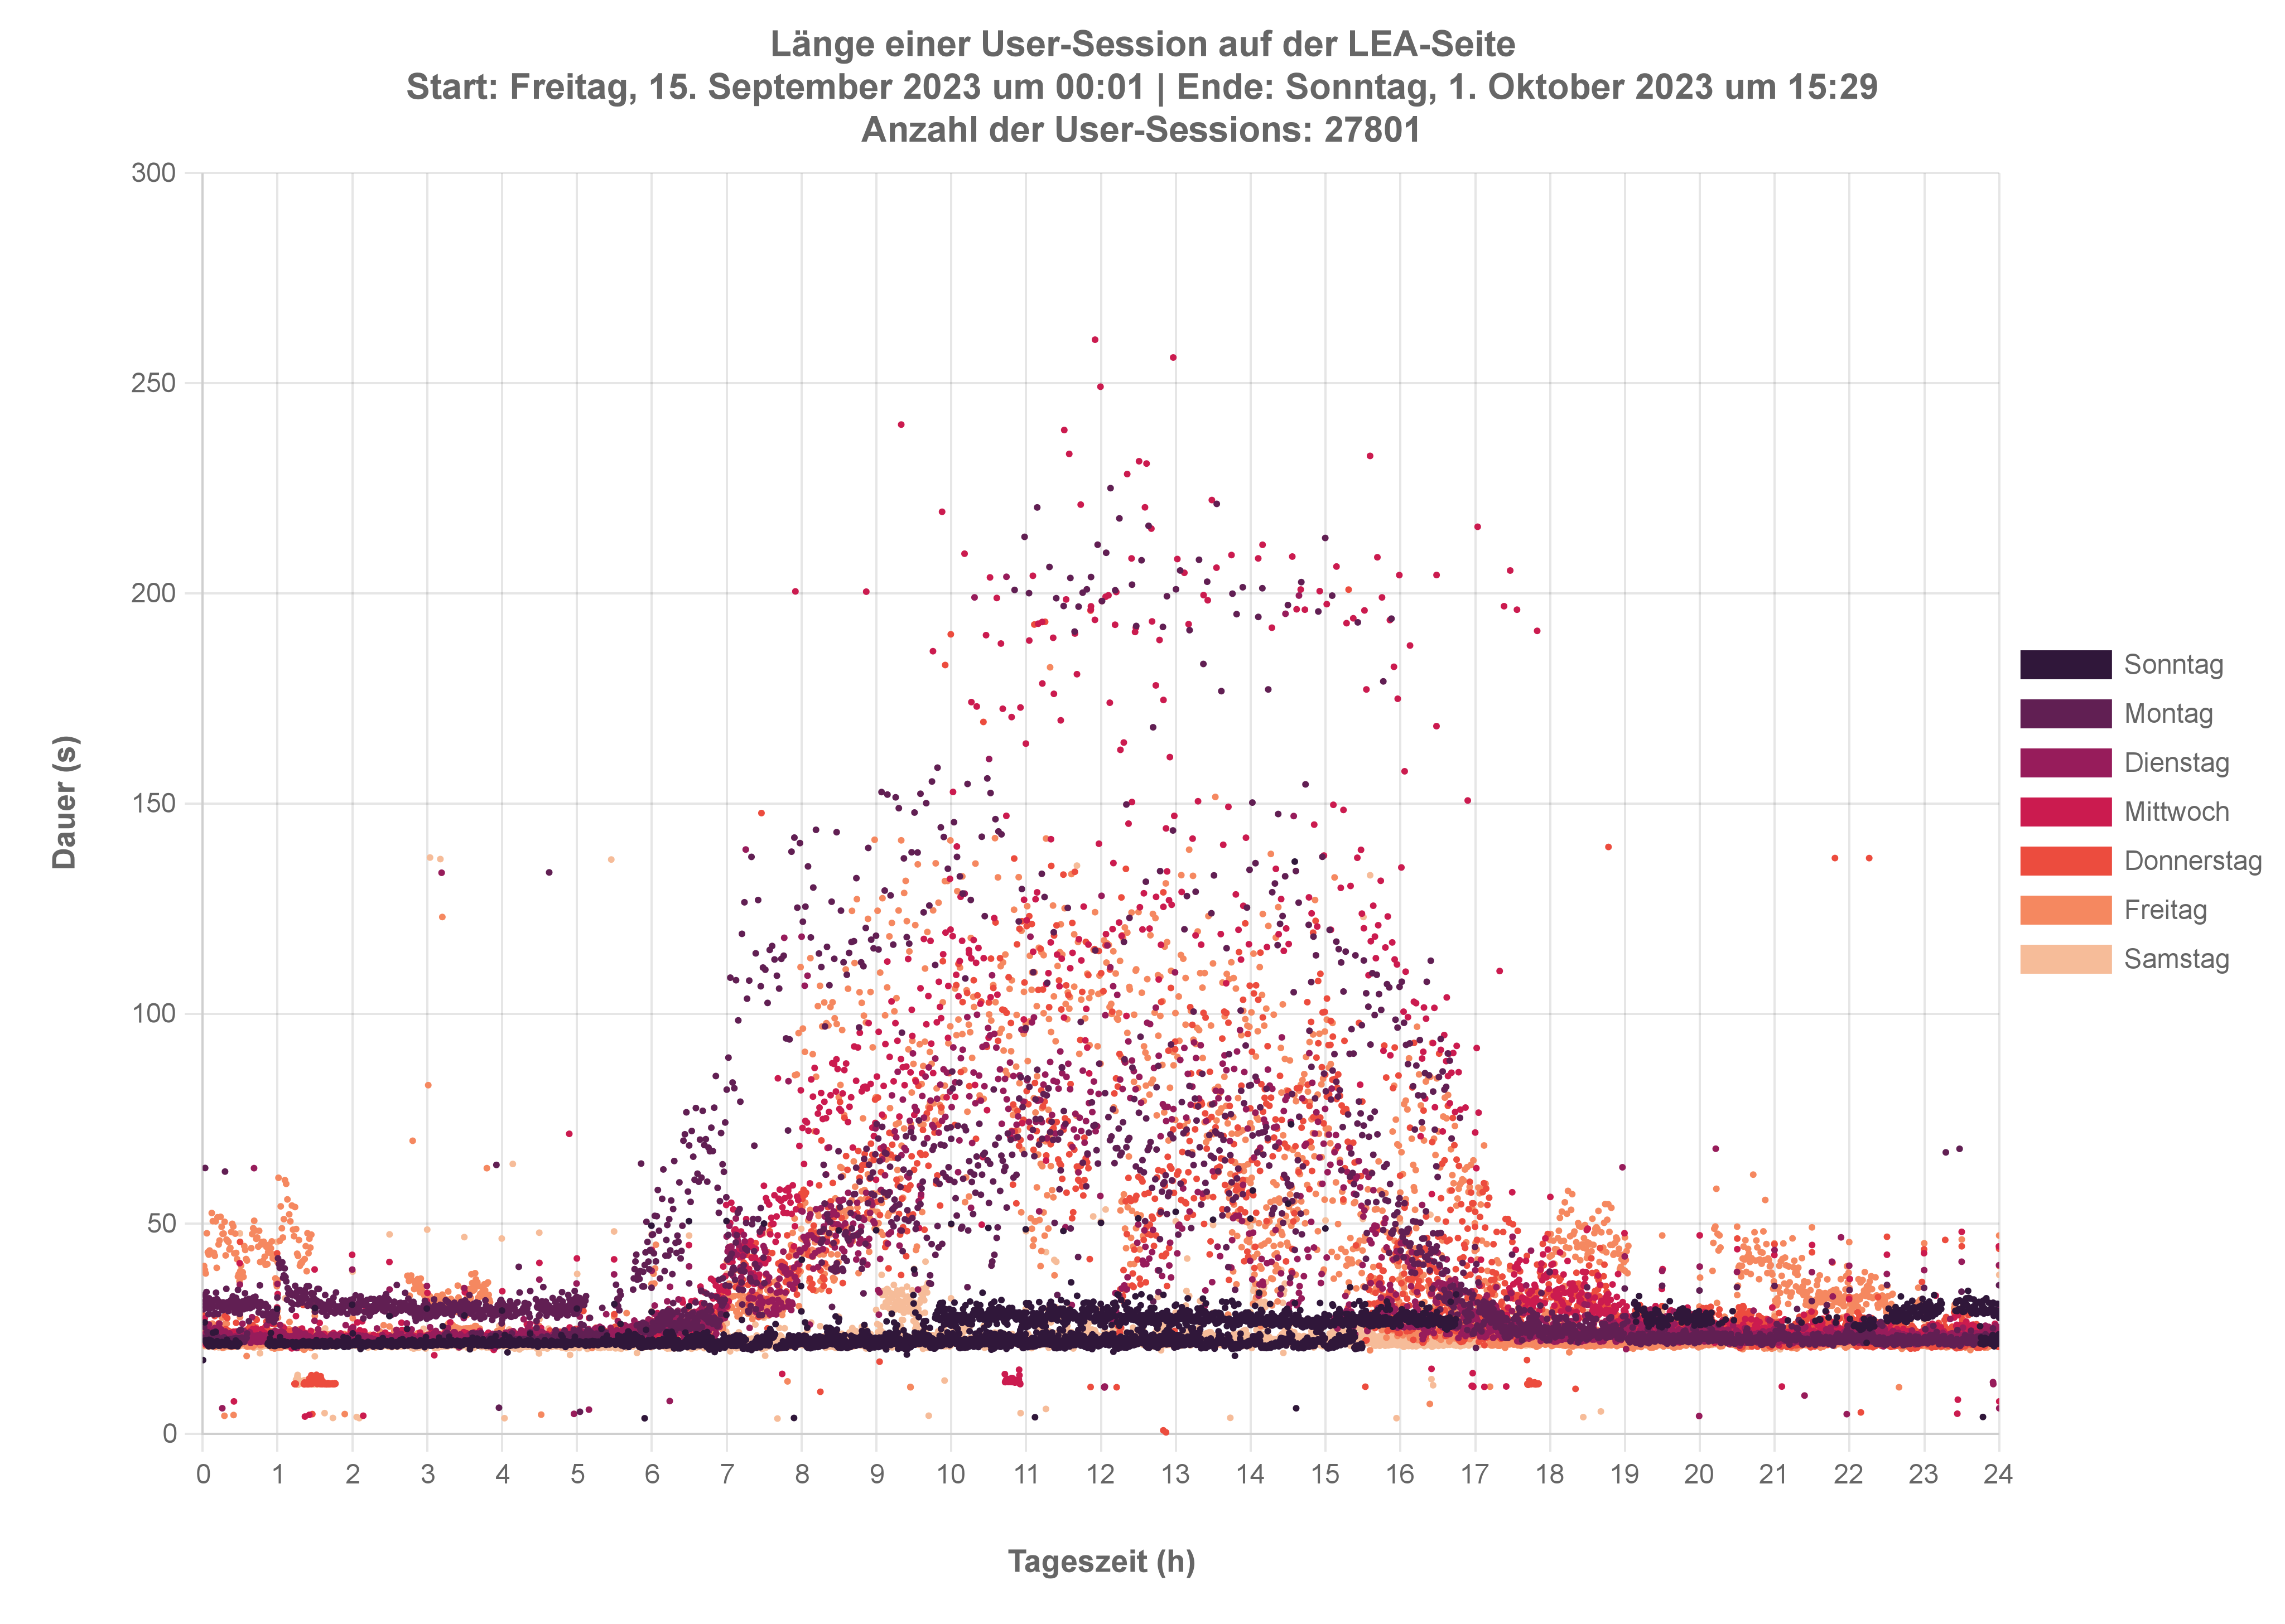 Länge einer User-Session auf der LEA-Seite
Start: Freitag, 15. September 2023 um 00:01 | Ende: Sonntag, 1. Oktober 2023 um 15:29
Anzahl der User-Sessions: 27801
300
250
200
150
100
50
0
Dauer (s)
0 1 2 3 4 5 6 7 8 9 10 11 12 13 14 15 16 17 18 19 20 21 22 23 24
Tageszeit (h)
Sonntag
Montag
Dienstag
Mittwoch
Donnerstag
Freitag
Samstag